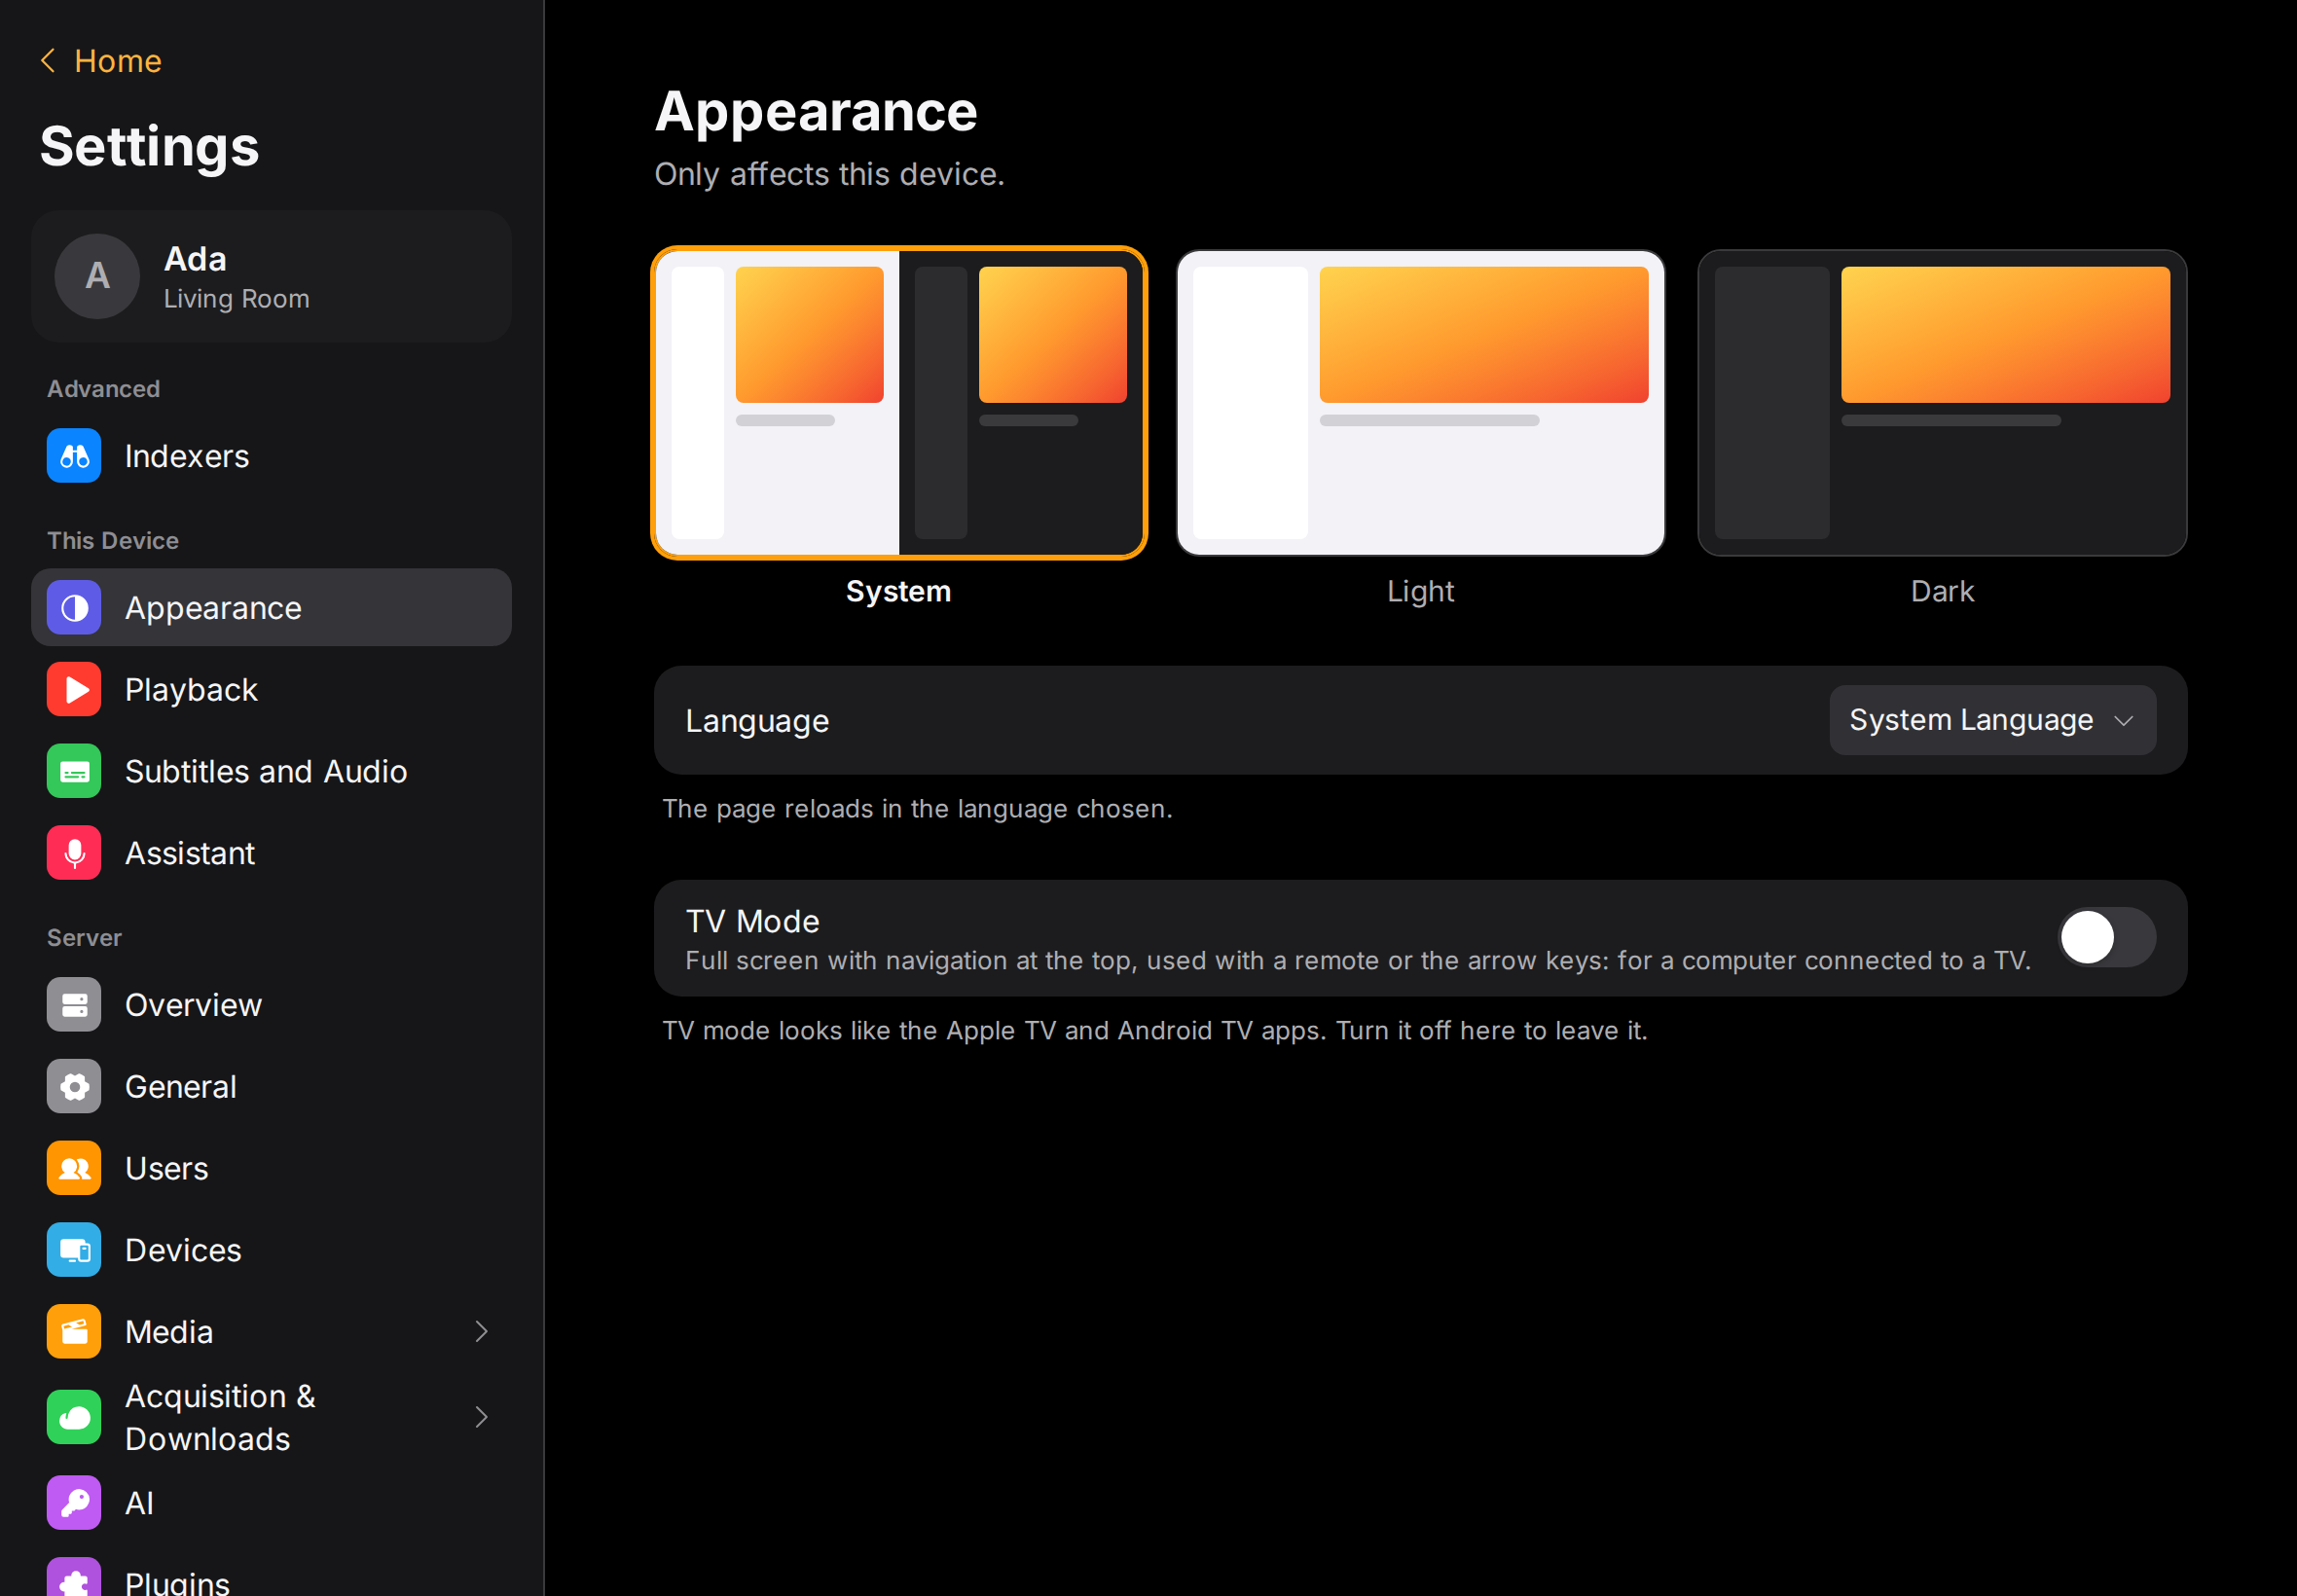 Home
Settings
A
Ada
Living Room
Advanced
Indexers
This Device
Appearance
Playback
Subtitles and Audio
Assistant
Server
Overview
General
Users
Devices
Media
Acquisition &
Downloads
AI
Plugins
Appearance
Only affects this device.
System
Light
Dark
Language
System Language
The page reloads in the language chosen.
TV Mode
Full screen with navigation at the top, used with a remote or the arrow keys: for a computer connected to a TV.
TV mode looks like the Apple TV and Android TV apps. Turn it off here to leave it.